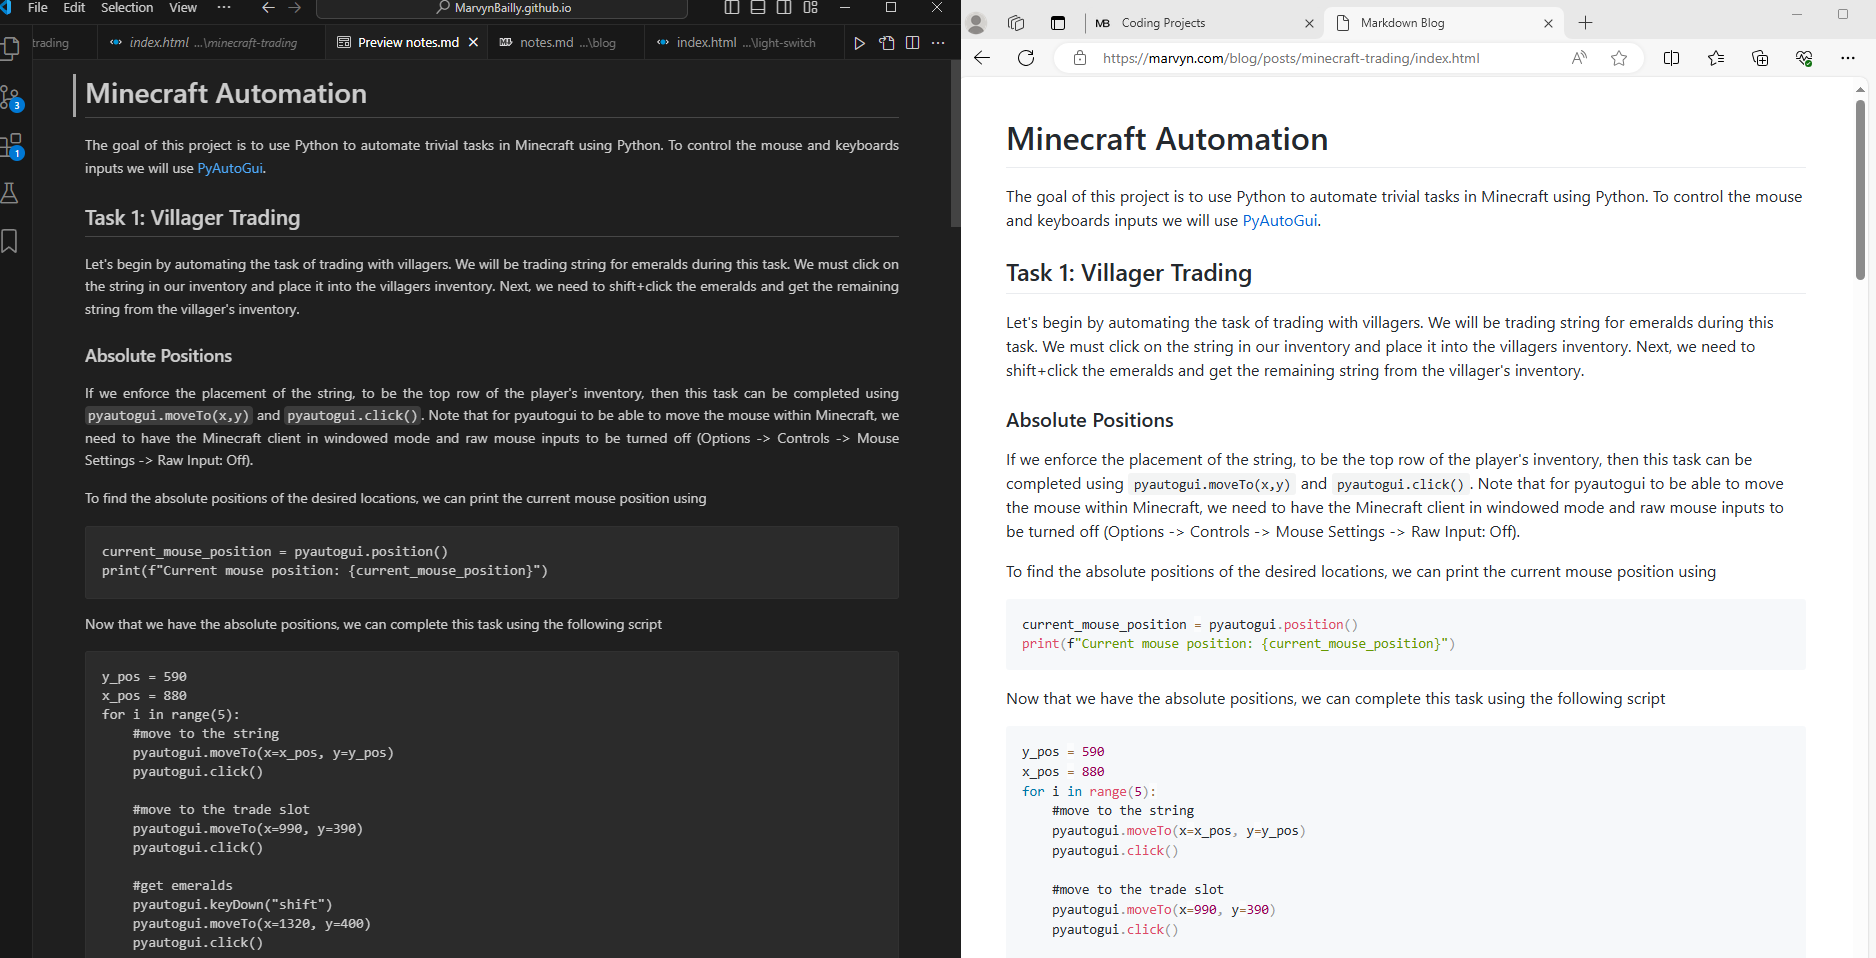 File Edit Selection View ··· MarvynBailly.github.io
trading index.html ...\minecraft-trading Preview notes.md notes.md ...\blog index.html ...\light-switch
3
1
Minecraft Automation
The goal of this project is to use Python to automate trivial tasks in Minecraft using Python. To control the mouse and keyboards
inputs we will use PyAutoGui.
Task 1: Villager Trading
Let's begin by automating the task of trading with villagers. We will be trading string for emeralds during this task. We must click on
the string in our inventory and place it into the villagers inventory. Next, we need to shift+click the emeralds and get the remaining
string from the villager's inventory.
Absolute Positions
If we enforce the placement of the string, to be the top row of the player's inventory, then this task can be completed using
pyautogui.moveTo(x,y) and pyautogui.click(). Note that for pyautogui to be able to move the mouse within Minecraft, we
need to have the Minecraft client in windowed mode and raw mouse inputs to be turned off (Options -> Controls -> Mouse
Settings -> Raw Input: Off).
To find the absolute positions of the desired locations, we can print the current mouse position using
current_mouse_position = pyautogui.position()
print(f"Current mouse position: {current_mouse_position}")
Now that we have the absolute positions, we can complete this task using the following script
y_pos = 590
x_pos = 880
for i in range(5):
    #move to the string
    pyautogui.moveTo(x=x_pos, y=y_pos)
    pyautogui.click()
    #move to the trade slot
    pyautogui.moveTo(x=990, y=390)
    pyautogui.click()
    #get emeralds
    pyautogui.keyDown("shift")
    pyautogui.moveTo(x=1320, y=400)
    pyautogui.click()
MB Coding Projects Markdown Blog
https://marvyn.com/blog/posts/minecraft-trading/index.html
Minecraft Automation
The goal of this project is to use Python to automate trivial tasks in Minecraft using Python. To control the mouse
and keyboards inputs we will use PyAutoGui.
Task 1: Villager Trading
Let's begin by automating the task of trading with villagers. We will be trading string for emeralds during this
task. We must click on the string in our inventory and place it into the villagers inventory. Next, we need to
shift+click the emeralds and get the remaining string from the villager's inventory.
Absolute Positions
If we enforce the placement of the string, to be the top row of the player's inventory, then this task can be
completed using pyautogui.moveTo(x,y) and pyautogui.click() . Note that for pyautogui to be able to move
the mouse within Minecraft, we need to have the Minecraft client in windowed mode and raw mouse inputs to
be turned off (Options -> Controls -> Mouse Settings -> Raw Input: Off).
To find the absolute positions of the desired locations, we can print the current mouse position using
current_mouse_position = pyautogui.position()
print(f"Current mouse position: {current_mouse_position}")
Now that we have the absolute positions, we can complete this task using the following script
y_pos = 590
x_pos = 880
for i in range(5):
    #move to the string
    pyautogui.moveTo(x=x_pos, y=y_pos)
    pyautogui.click()
    #move to the trade slot
    pyautogui.moveTo(x=990, y=390)
    pyautogui.click()